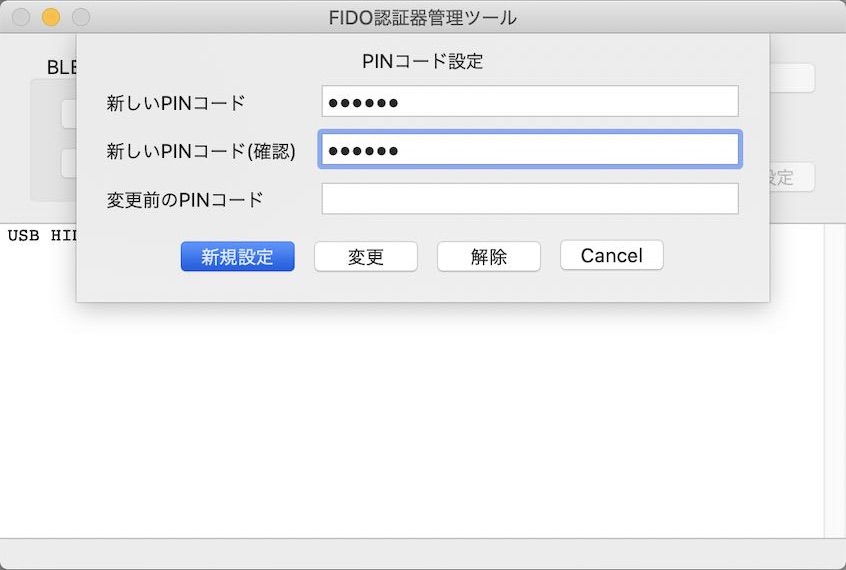 FIDO認証器管理ツール
PINコード設定
新しいPINコード
●●●●●●
新しいPINコード(確認)
●●●●●●
変更前のPINコード
新規設定 変更 解除 Cancel
BLE
設定
USB HID